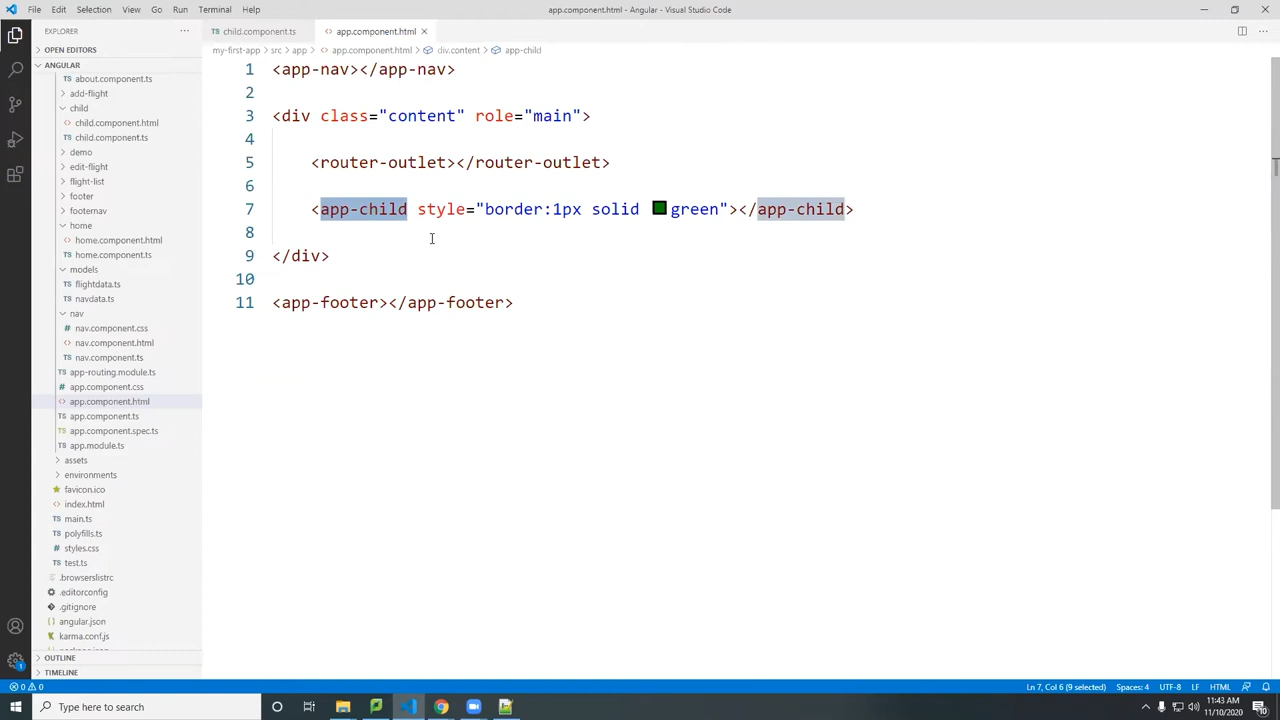 File Edit Selection View Go Run Terminal Help
app.component.html - Angular - Visual Studio Code
EXPLORER
OPEN EDITORS
ANGULAR
about.component.ts
add-flight
child
child.component.html
child.component.ts
demo
edit-flight
flight-list
footer
footernav
home
home.component.html
home.component.ts
models
flightdata.ts
navdata.ts
nav
nav.component.css
nav.component.html
nav.component.ts
app-routing.module.ts
app.component.css
app.component.html
app.component.ts
app.component.spec.ts
app.module.ts
assets
environments
favicon.ico
index.html
main.ts
polyfills.ts
styles.css
test.ts
.browserslistrc
.editorconfig
.gitignore
angular.json
karma.conf.js
OUTLINE
TIMELINE
child.component.ts
app.component.html
my-first-app > src > app > app.component.html > div.content > app-child
1 <app-nav></app-nav>
2
3 <div class="content" role="main">
4
5 <router-outlet></router-outlet>
6
7 <app-child style="border:1px solid green"></app-child>
8
9 </div>
10
11 <app-footer></app-footer>
0 0
Ln 7, Col 6 (9 selected) Spaces: 4 UTF-8 LF HTML
Type here to search
11:43 AM
11/10/2020